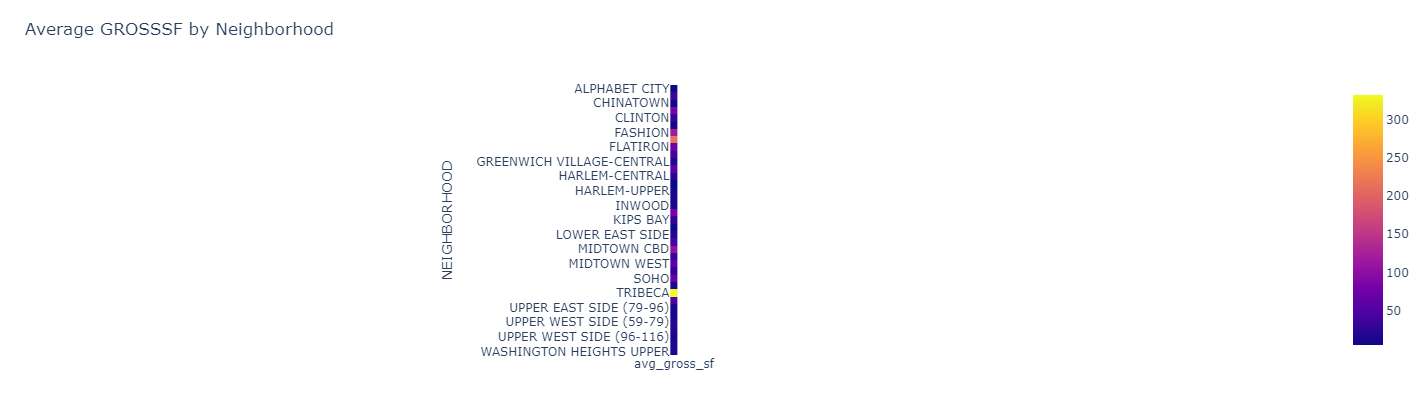 Average GROSSSF by Neighborhood
NEIGHBORHOOD
ALPHABET CITY
CHINATOWN
CLINTON
FASHION
FLATIRON
GREENWICH VILLAGE-CENTRAL
HARLEM-CENTRAL
HARLEM-UPPER
INWOOD
KIPS BAY
LOWER EAST SIDE
MIDTOWN CBD
MIDTOWN WEST
SOHO
TRIBECA
UPPER EAST SIDE (79-96)
UPPER WEST SIDE (59-79)
UPPER WEST SIDE (96-116)
WASHINGTON HEIGHTS UPPER
avg_gross_sf
300
250
200
150
100
50